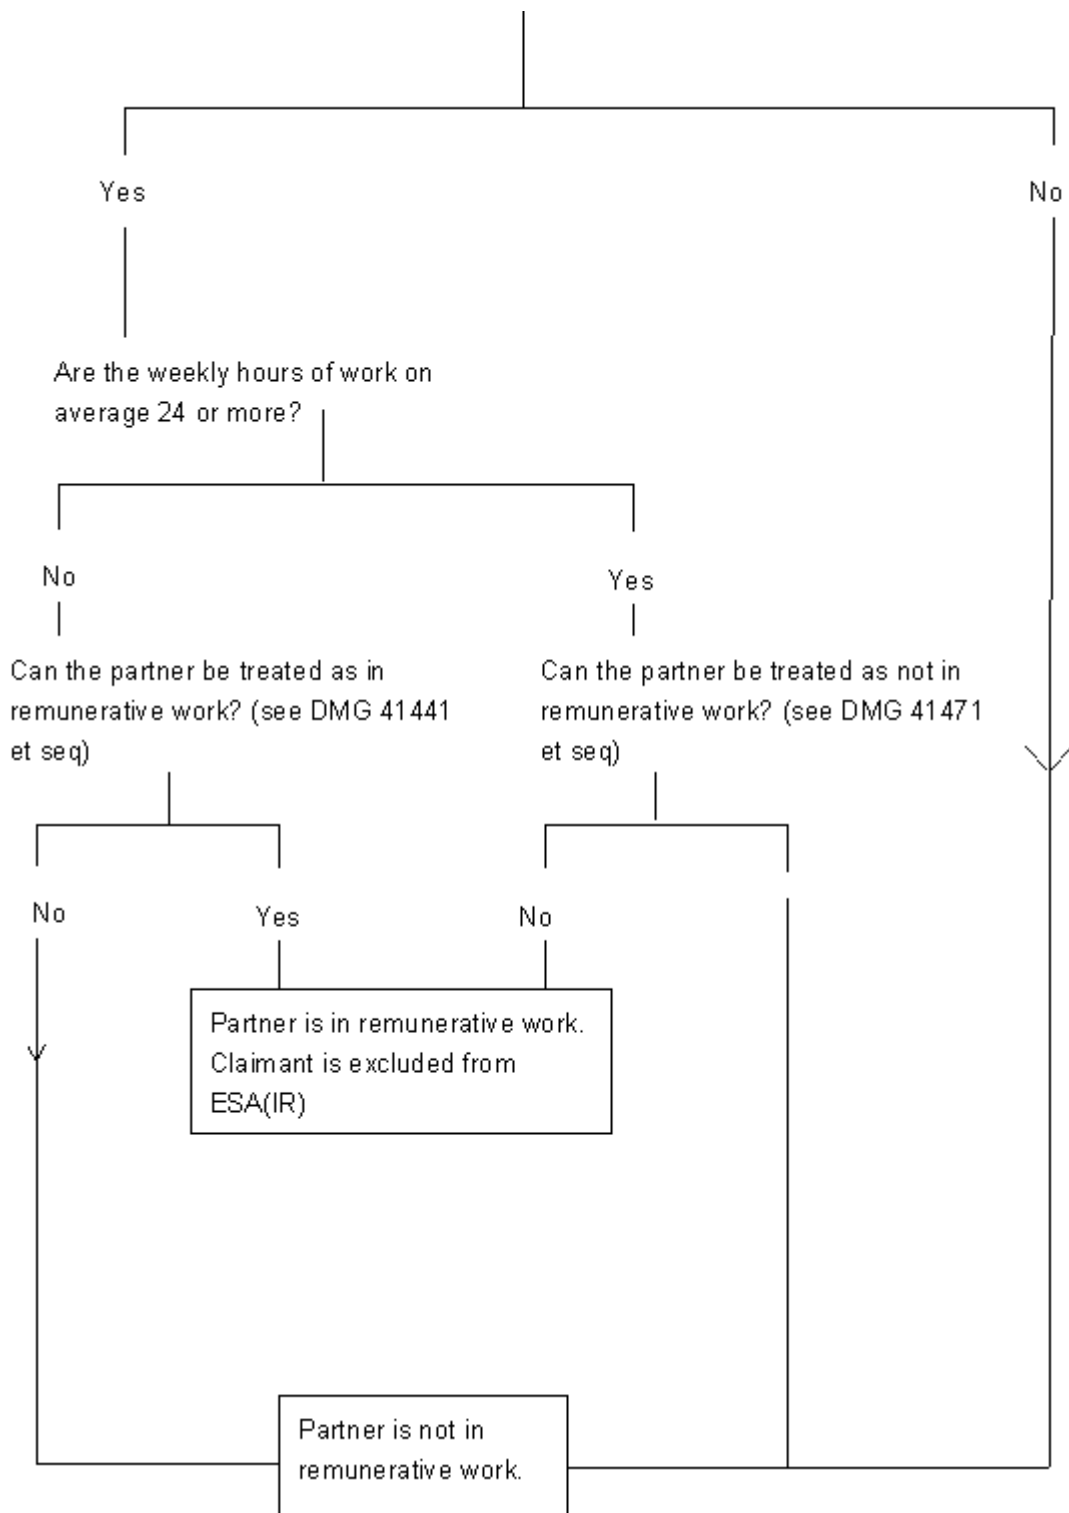 Yes
No
Are the weekly hours of work on
average 24 or more?
No
Yes
Can the partner be treated as in
remunerative work? (see DMG 41441
et seq)
Can the partner be treated as not in
remunerative work? (see DMG 41471
et seq)
No
Yes
No
Partner is in remunerative work.
Claimant is excluded from
ESA(IR)
Partner is not in
remunerative work.